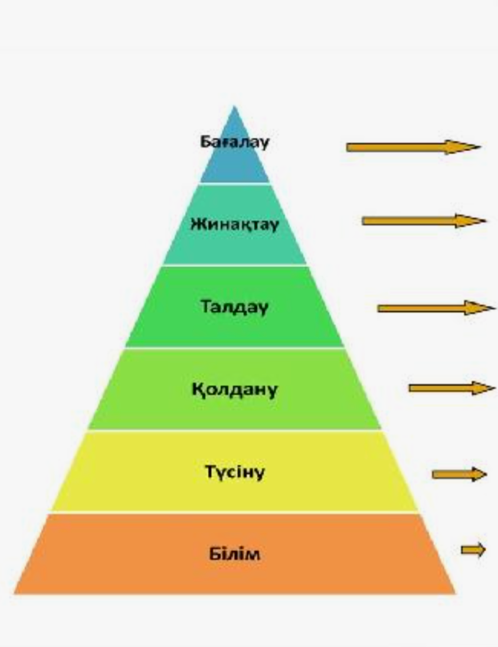 Бағалау
Жинақтау
Талдау
Қолдану
Түсіну
Білім